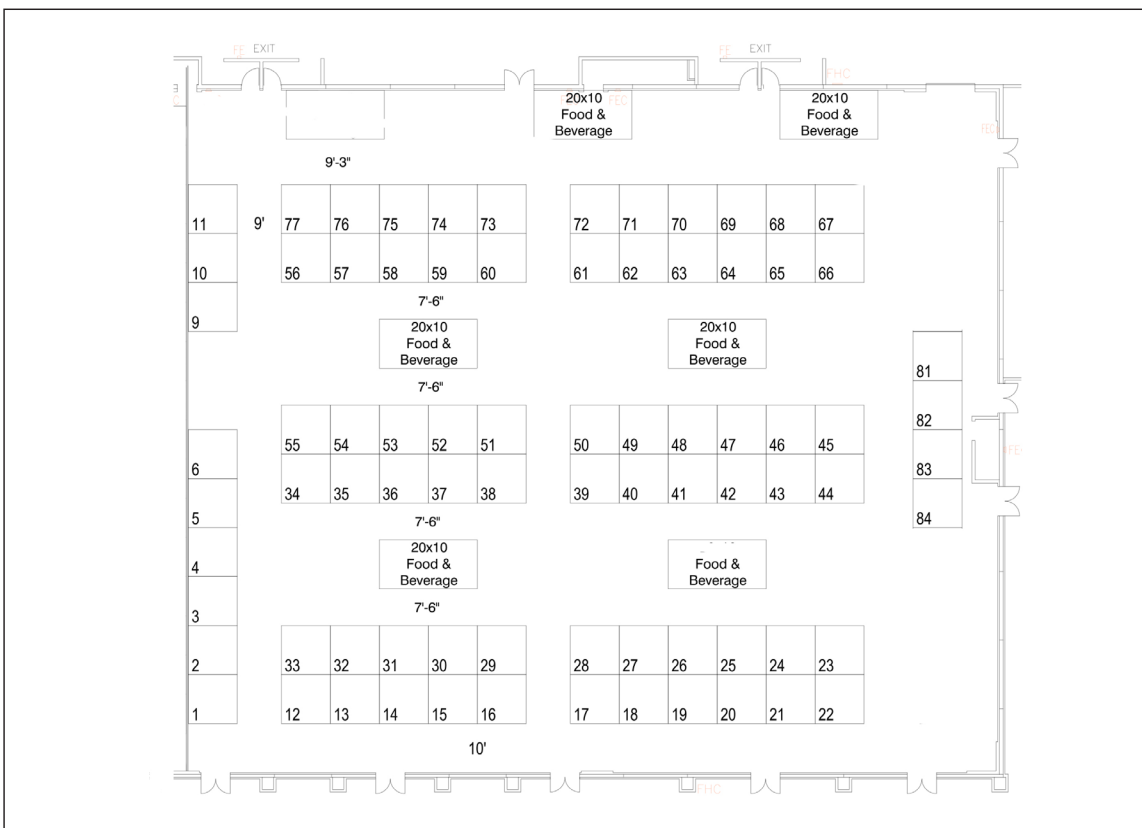 FE EXIT
FE EXIT
FHC
FEC
20x10
Food &
Beverage
20x10
Food &
Beverage
FEC
9'-3"
11 9' 77 76 75 74 73 72 71 70 69 68 67
10 56 57 58 59 60 61 62 63 64 65 66
7'-6"
9
20x10
Food &
Beverage
20x10
Food &
Beverage
81
7'-6"
82
55 54 53 52 51 50 49 48 47 46 45
6 83
34 35 36 37 38 39 40 41 42 43 44
5 7'-6" 84
20x10
Food &
Beverage
Food &
Beverage
4
7'-6"
3
2 33 32 31 30 29 28 27 26 25 24 23
1 12 13 14 15 16 17 18 19 20 21 22
10'
FHC